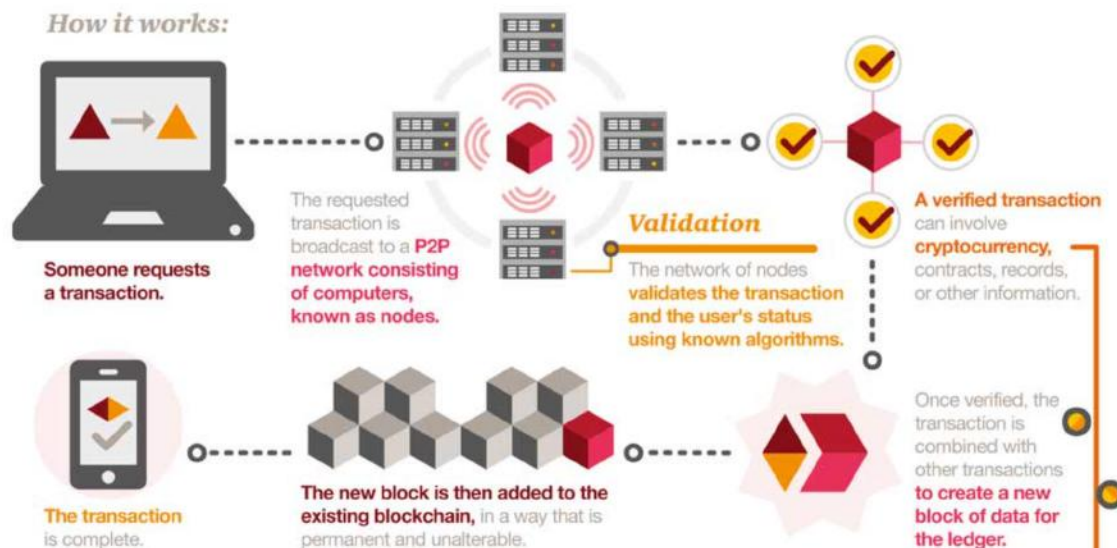 How it works:
Someone requests
a transaction.
The requested
transaction is
broadcast to a P2P
network consisting
of computers,
known as nodes.
Validation
The network of nodes
validates the transaction
and the user's status
using known algorithms.
A verified transaction
can involve
cryptocurrency,
contracts, records,
or other information.
Once verified, the
transaction is
combined with
other transactions
to create a new
block of data for
the ledger.
The new block is then added to the
existing blockchain, in a way that is
permanent and unalterable.
The transaction
is complete.